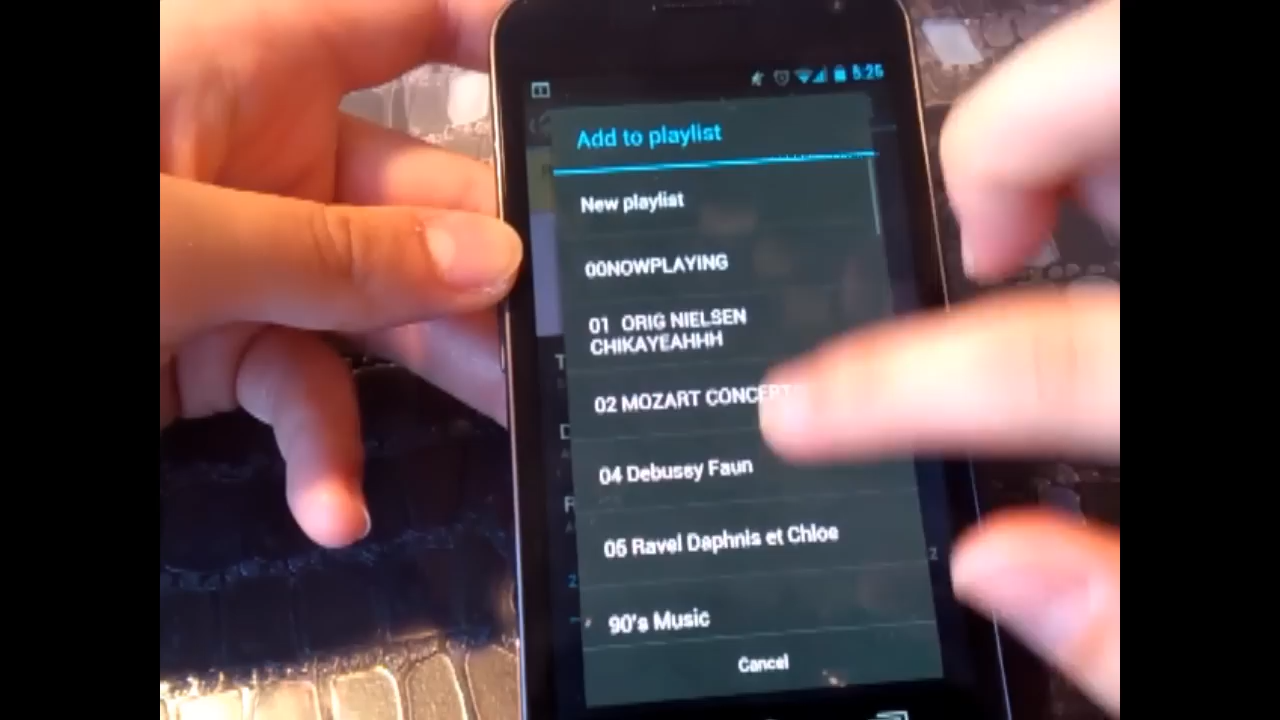 5:25
Add to playlist
New playlist
00NOWPLAYING
01 ORIG NIELSEN
CHIKAYEAHHH
02 MOZART CONCERT
04 Debussy Faun
05 Ravel Daphnis et Chloe
90's Music
Cancel